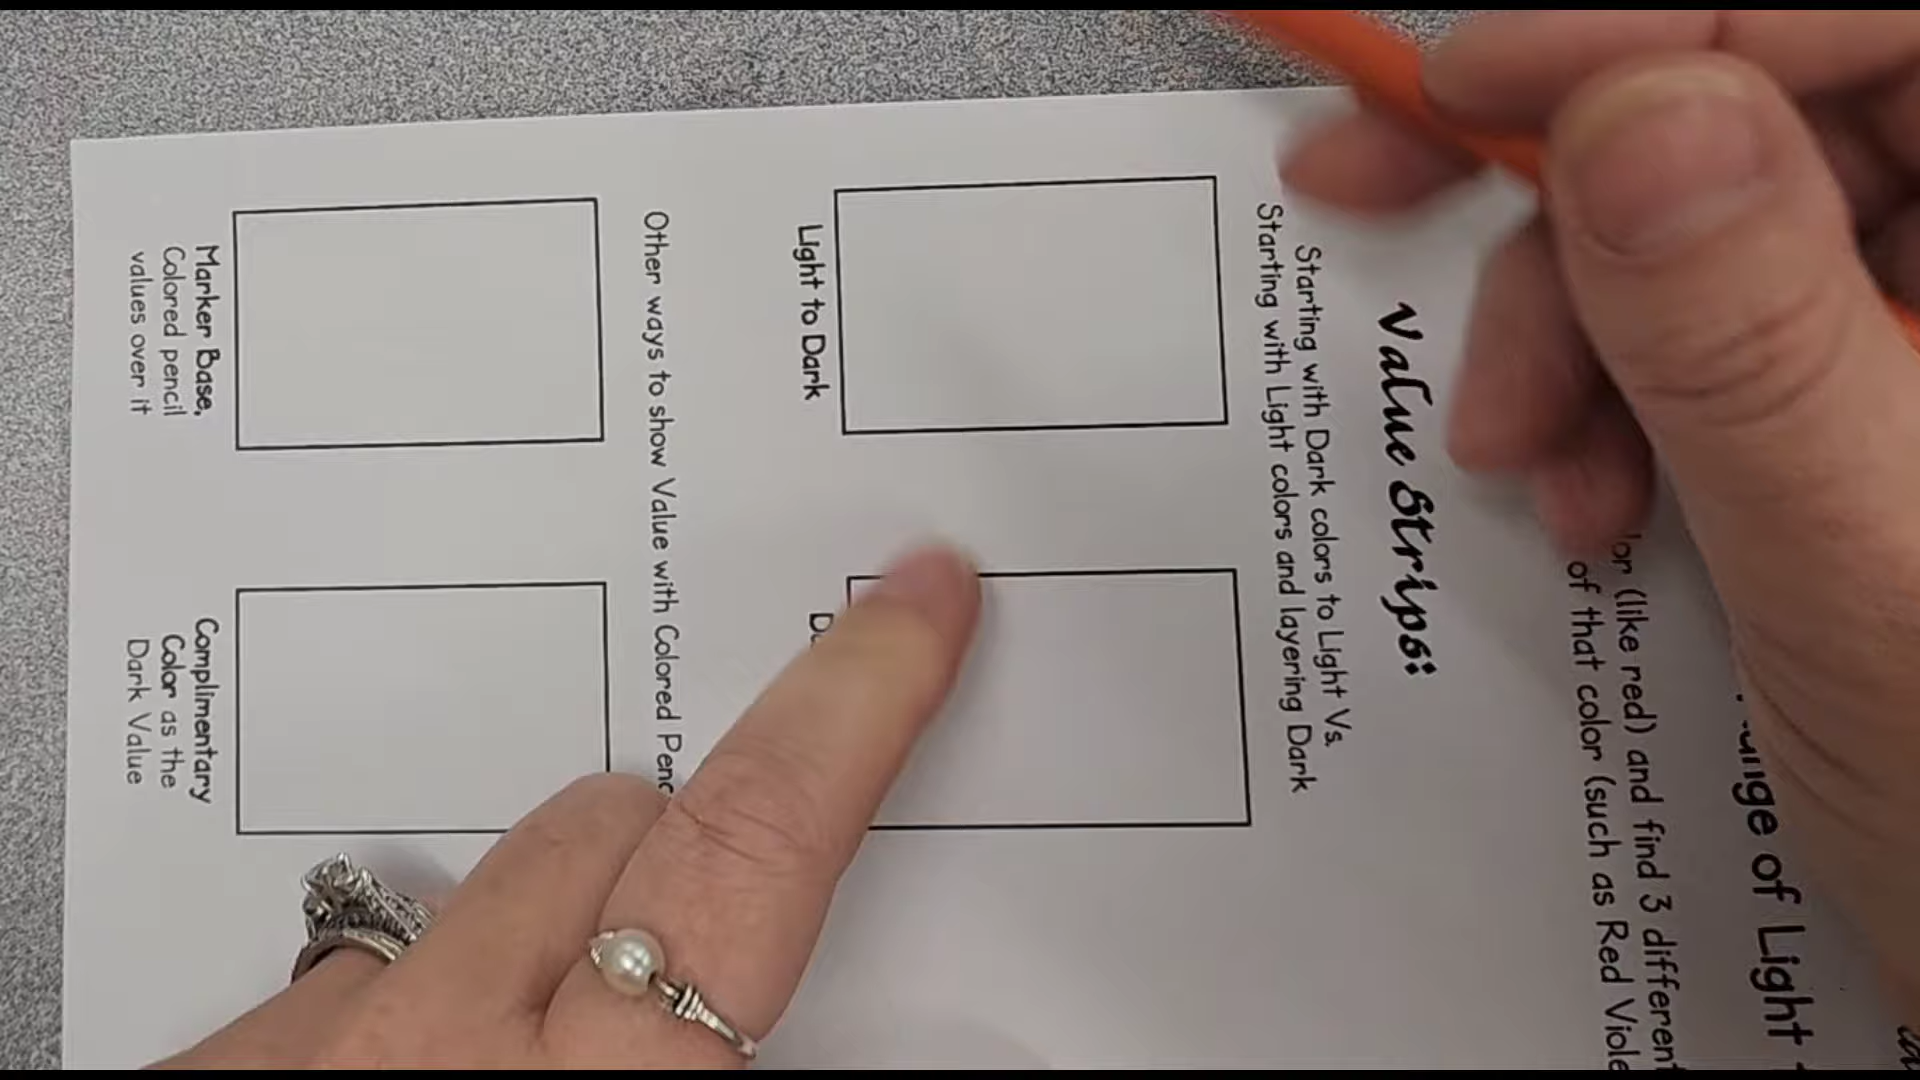 nge of Light
lor (like red) and find 3 different
of that color (such as Red Viole
Value Strips:
Starting with Dark colors to Light Vs.
Starting with Light colors and layering Dark
Light to Dark
Other ways to show Value with Colored Penc
Marker Base,
Colored pencil
values over it
Complimentary
Color as the
Dark Value